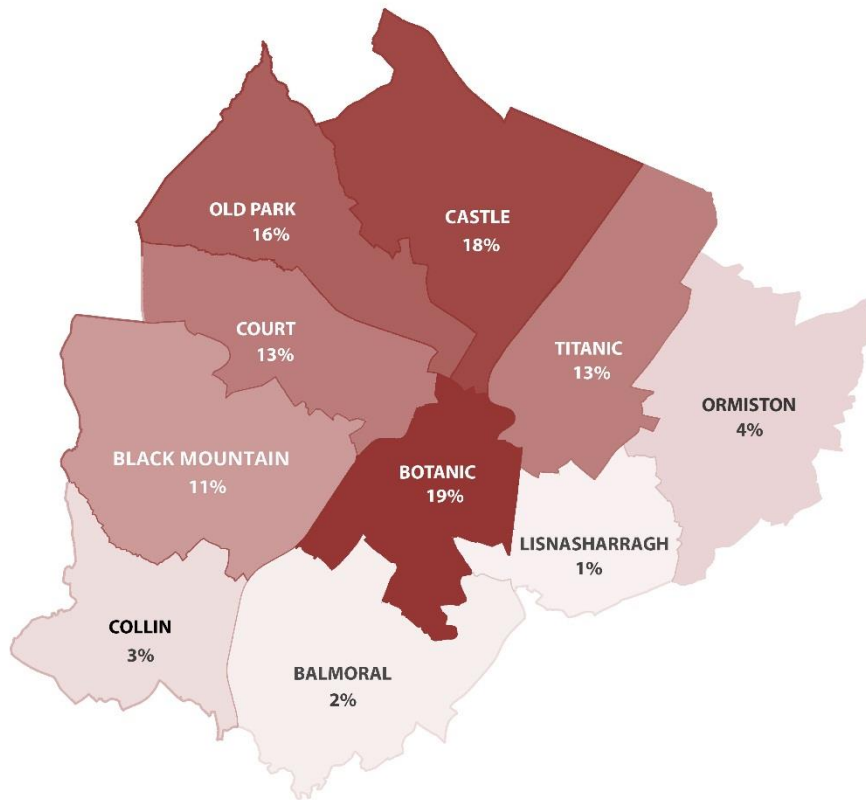 OLD PARK
16%
CASTLE
18%
COURT
13%
TITANIC
13%
ORMISTON
4%
BLACK MOUNTAIN
11%
BOTANIC
19%
LISNASHARRAGH
1%
COLLIN
3%
BALMORAL
2%